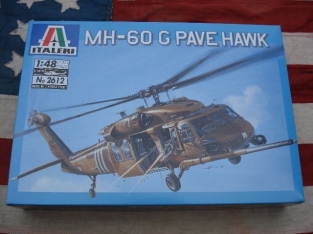 MH-60 G PAVE HAWK
ITALERI
1:48
No 2612